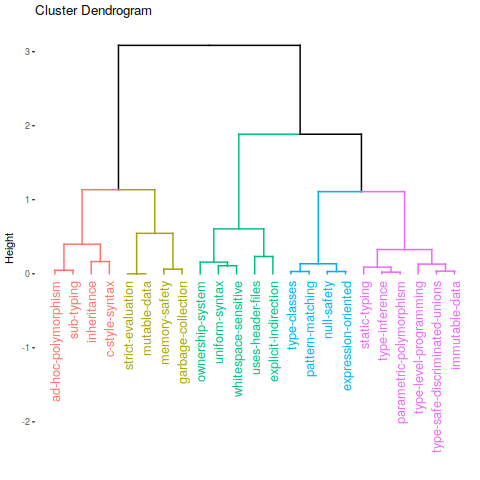 Cluster Dendrogram
3
2
1
0
-1
-2
Height
ad-hoc-polymorphism
sub-typing
inheritance
c-style-syntax
strict-evaluation
mutable-data
memory-safety
garbage-collection
ownership-system
uniform-syntax
whitespace-sensitive
uses-header-files
explicit-indirection
type-classes
pattern-matching
null-safety
expression-oriented
static-typing
type-inference
parametric-polymorphism
type-level-programming
type-safe-discriminated-unions
immutable-data